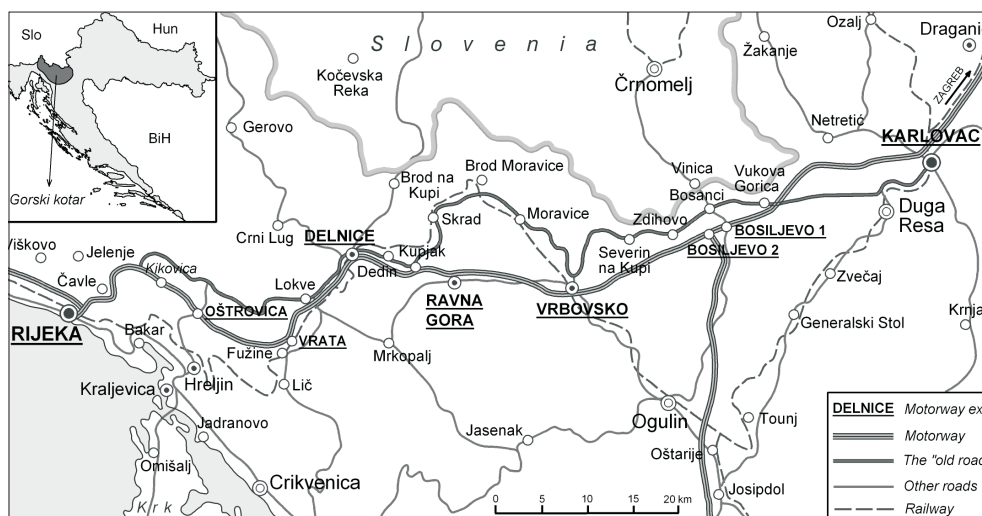 Slo
Hun
BiH
Gorski kotar
Slovenia
Kočevska
Reka
Črnomelj
Žakanje
Ozalj
Netretić
ZAGREB
KARLOVAC
Gerovo
Brod na
Kupi
Brod Moravice
Vinica
Bosanci
Vukova
Gorica
Crni Lug
DELNICE
Skrad
Moravice
Zdihovo
Duga
Resa
Kupjak
Dedin
Severin
na Kupi
BOSILJEVO 1
BOSILJEVO 2
Jelenje
Kikovica
Čavle
Lokve
OŠTROVICA
RAVNA
GORA
VRBOVSKO
Zvečaj
RIJEKA
Bakar
Fužine
VRATA
Mrkopalj
Generalski Stol
Kraljevica
Hreljin
Lič
Ogulin
Tounj
Jadranovo
Jasenak
Oštarije
Omišalj
Crikvenica
Josipdol
Krk
0 5 10 15 20 km
DELNICE Motorway
Motorway
The "old
Other roads
Railway